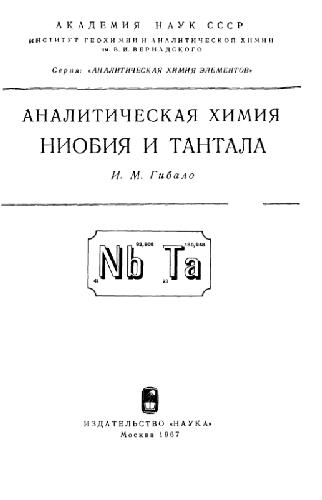 АКАДЕМИЯ НАУК СССР
ИНСТИТУТ ГЕОХИМИИ И АНАЛИТИЧЕСКОЙ ХИМИИ
им. В. И. ВЕРНАДСКОГО
Серия: «АНАЛИТИЧЕСКАЯ ХИМИЯ ЭЛЕМЕНТОВ»
АНАЛИТИЧЕСКАЯ ХИМИЯ
НИОБИЯ И ТАНТАЛА
И. М. Гибало
92,906 180,948
Nb Ta
41
ИЗДАТЕЛЬСТВО «НАУКА»
Москва 1967